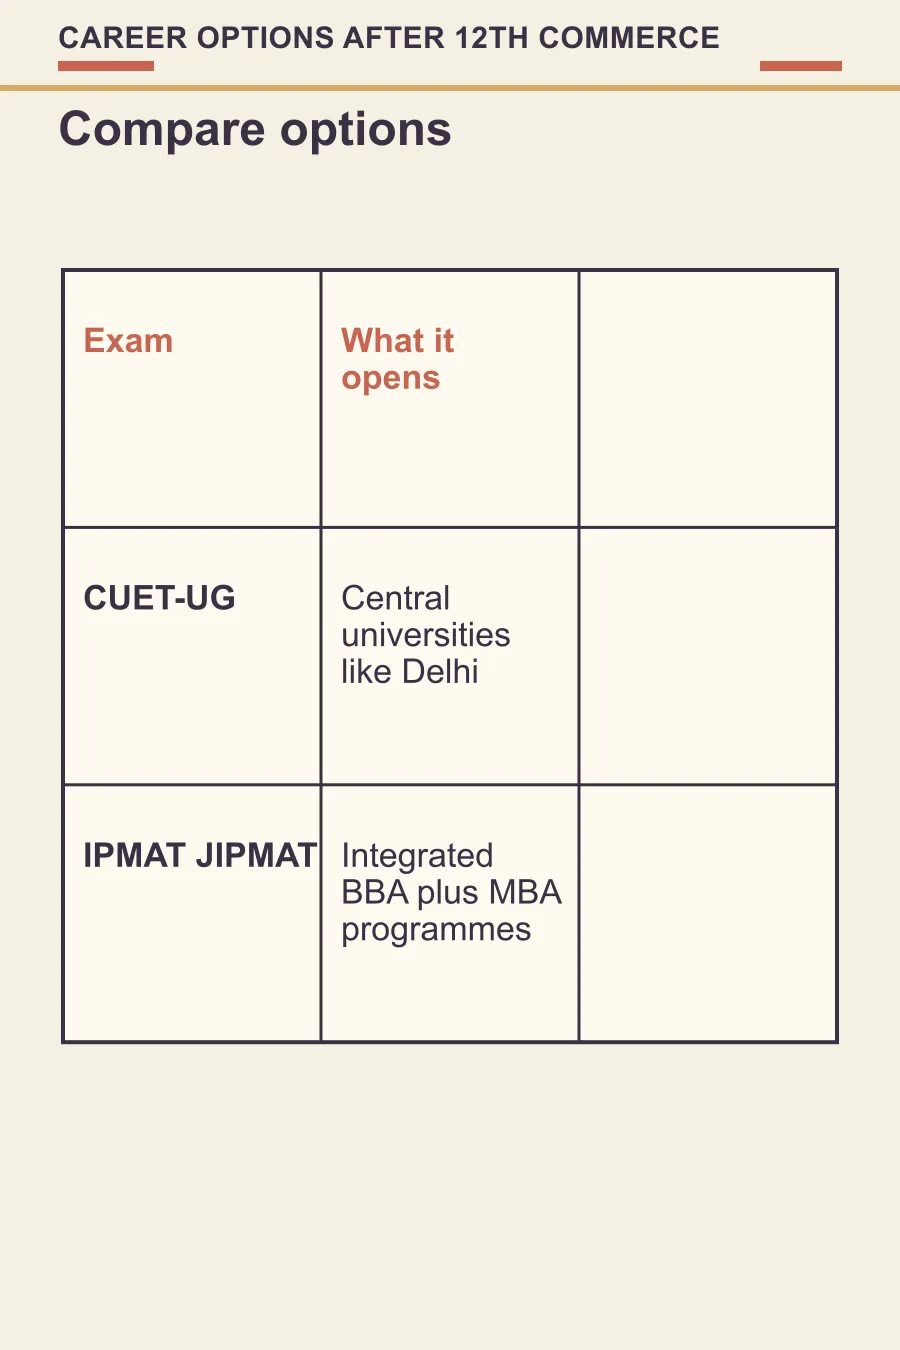 CAREER OPTIONS AFTER 12TH COMMERCE
Compare options
Exam
What it
opens
CUET-UG
Central
universities
like Delhi
IPMAT JIPMAT
Integrated
BBA plus MBA
programmes